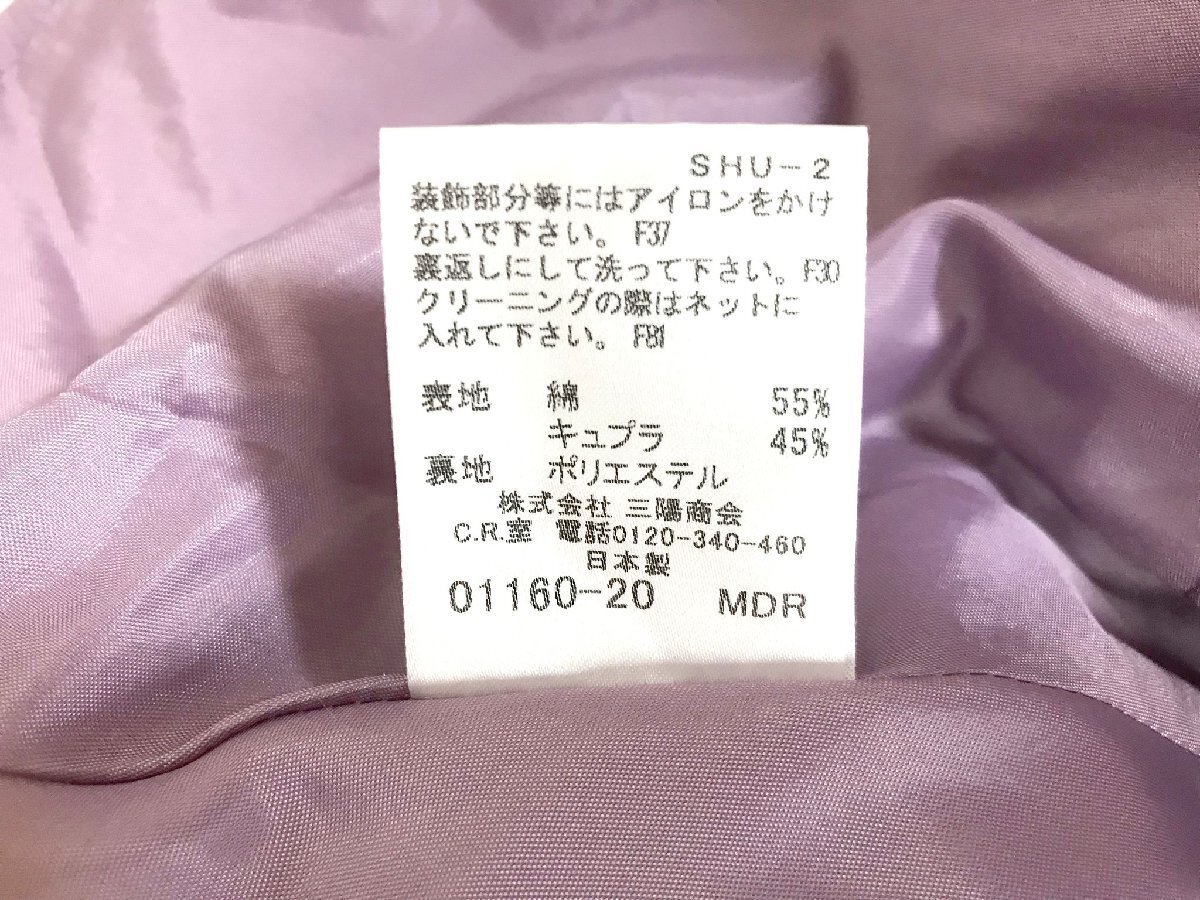 SHU-2
装飾部分等にはアイロンをかけ
ないで下さい。 F37
裏返しにして洗って下さい。F30
クリーニングの際はネットに
入れて下さい。 F81
表地 綿 55%
キュプラ 45%
裏地 ポリエステル
株式会社 三陽商会
C.R.室 電話0120-340-460
日本製
01160-20 MDR